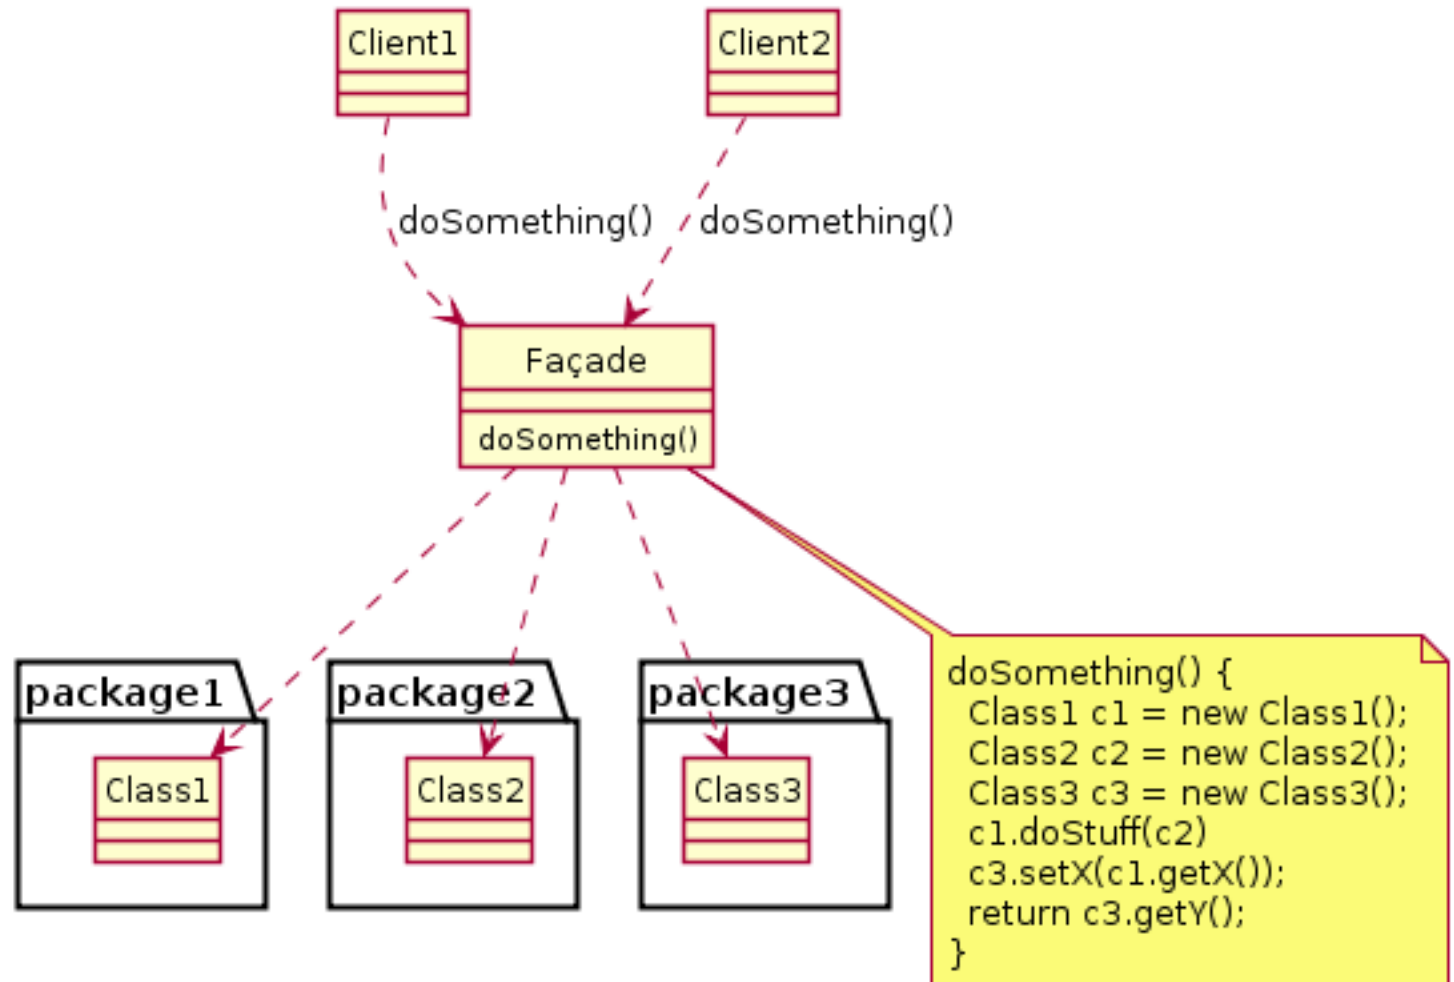 Client1
Client2
doSomething()
doSomething()
Façade
doSomething()
package1
package2
package3
Class1
Class2
Class3
doSomething() {
Class1 c1 = new Class1();
Class2 c2 = new Class2();
Class3 c3 = new Class3();
c1.doStuff(c2)
c3.setX(c1.getX());
return c3.getY();
}